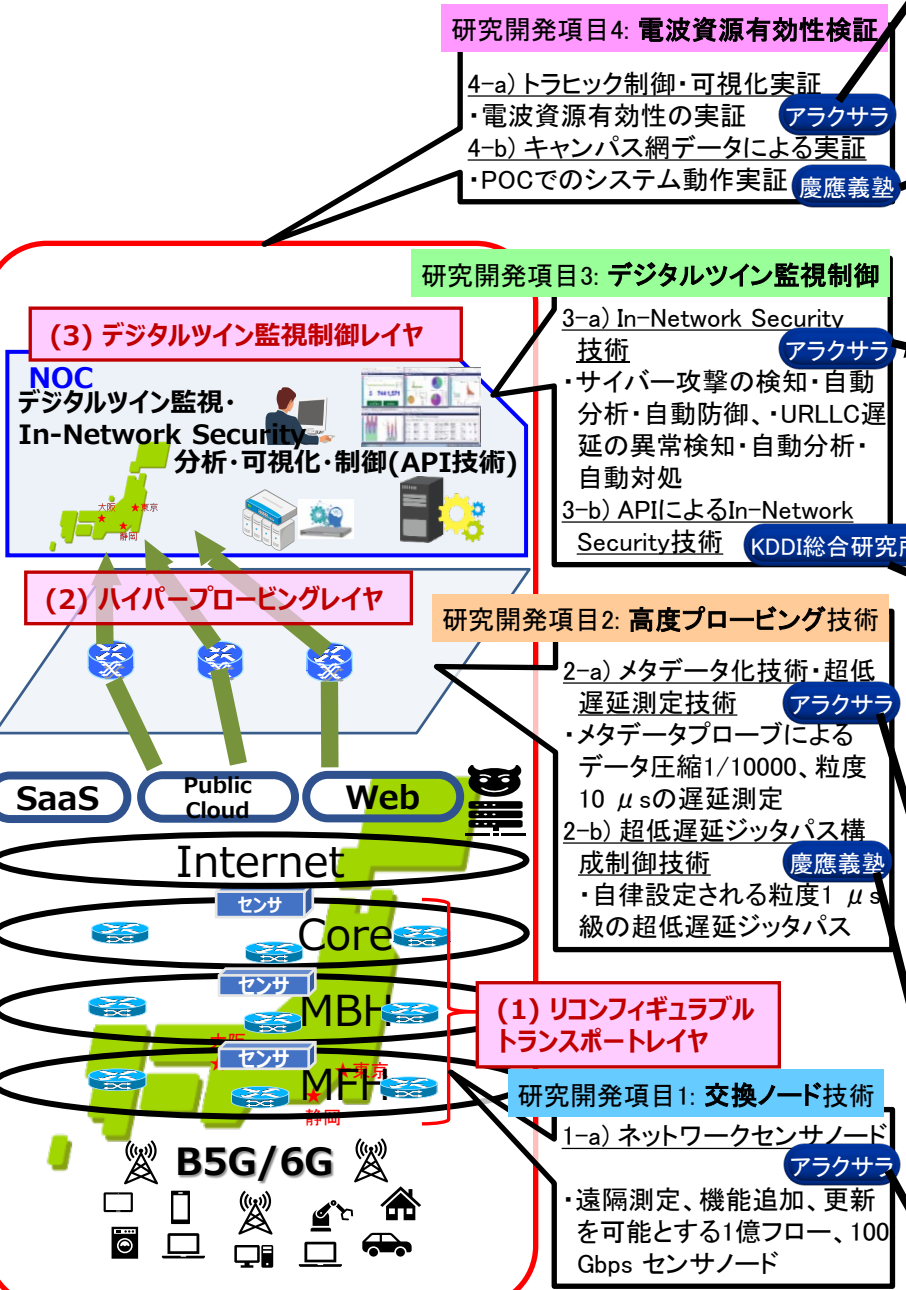 研究開発項目4: 電波資源有効性検証
4-a) トラヒック制御・可視化実証
・電波資源有効性の実証
アラクサラ
4-b) キャンパス網データによる実証
・POCでのシステム動作実証
慶應義塾
研究開発項目3: デジタルツイン監視制御
3-a) In-Network Security
技術
アラクサラ
・サイバー攻撃の検知・自動
分析・自動防御、・URLLC遅
延の異常検知・自動分析・
自動対処
3-b) APIによるIn-Network
Security技術
KDDI総合研究所
(3) デジタルツイン監視制御レイヤ
NOC
デジタルツイン監視・
In-Network Security
分析・可視化・制御(API技術)
大阪
★東京
★
★
静岡
(2) ハイパープロービングレイヤ
研究開発項目2: 高度プロービング技術
2-a) メタデータ化技術・超低
遅延測定技術
アラクサラ
・メタデータプローブによる
データ圧縮1/10000、粒度
10 μsの遅延測定
2-b) 超低遅延ジッタパス構
成制御技術
慶應義塾
・自律設定される粒度1 μs
級の超低遅延ジッタパス
SaaS
Public
Cloud
Web
Internet
センサ
Core
センサ
MBH
大阪
センサ
★東京
MFH
★
静岡
(1) リコンフィギュラブル
トランスポートレイヤ
研究開発項目1: 交換ノード技術
1-a) ネットワークセンサノード
アラクサラ
・遠隔測定、機能追加、更新
を可能とする1億フロー、100
Gbps センサノード
B5G/6G